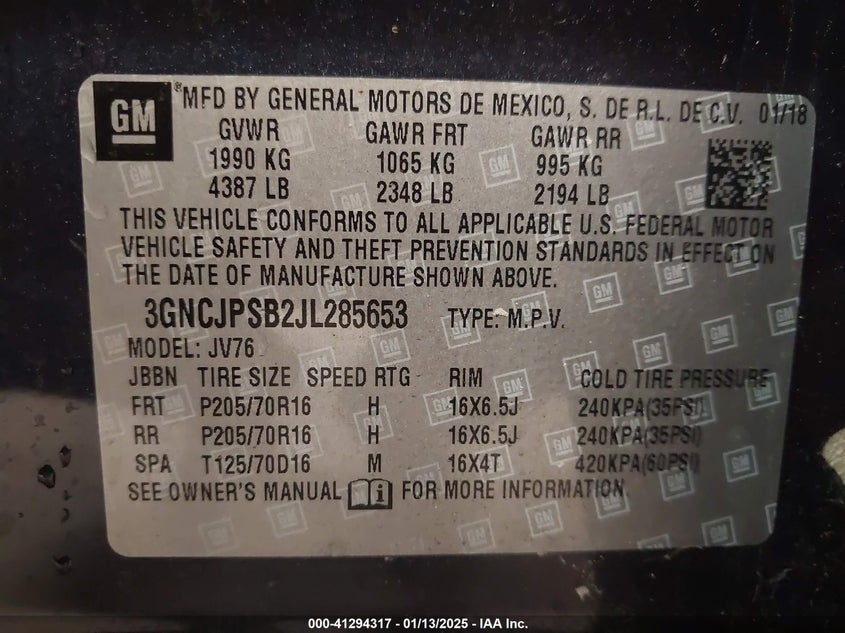 GM ® MFD BY GENERAL MOTORS DE MEXICO, S. DE R.L. DE C.V. 01/18
GVWR GAWR FRT GAWR RR
1990 KG 1065 KG 995 KG
4387 LB 2348 LB 2194 LB
THIS VEHICLE CONFORMS TO ALL APPLICABLE U.S. FEDERAL MOTOR
VEHICLE SAFETY AND THEFT PREVENTION STANDARDS IN EFFECT ON
THE DATE OF MANUFACTURE SHOWN ABOVE.
3GNCJPSB2JL285653 TYPE: M.P.V.
MODEL: JV76
JBBN TIRE SIZE SPEED RTG RIM COLD TIRE PRESSURE
FRT P205/70R16 H 16X6.5J 240KPA(35PSI)
RR P205/70R16 H 16X6.5J 240KPA(35PSI)
SPA T125/70D16 M 16X4T 420KPA(60PSI)
SEE OWNER'S MANUAL i FOR MORE INFORMATION.
000-41294317 - 01/13/2025 - IAA Inc.